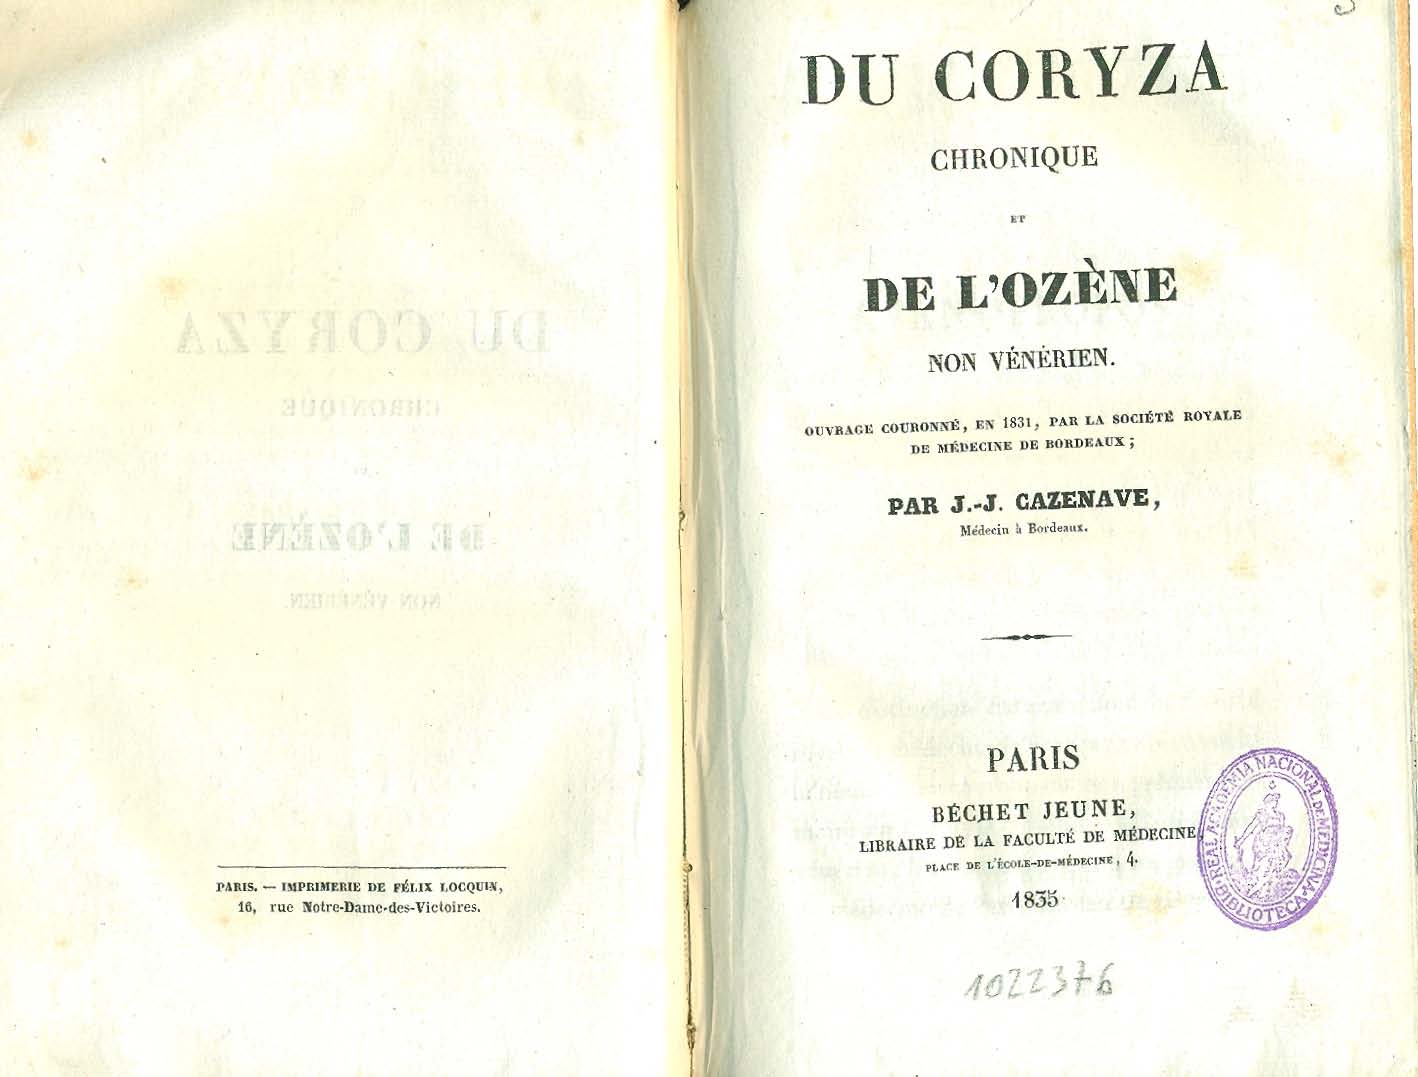 PARIS. — IMPRIMERIE DE FÉLIX LOCQUIN,
16, rue Notre-Dame-des-Victoires.
DU CORYZA
CHRONIQUE
ET
DE L'OZÈNE
NON VÉNÉRIEN.
OUVRAGE COURONNÉ, EN 1831, PAR LA SOCIÉTÉ ROYALE
DE MÉDECINE DE BORDEAUX ;
PAR J.-J. CAZENAVE,
Médecin à Bordeaux.
PARIS
BÉCHET JEUNE,
LIBRAIRE DE LA FACULTÉ DE MÉDECINE,
PLACE DE L'ÉCOLE-DE-MÉDECINE, 4.
1835
REAL ACADEMIA NACIONAL DE MEDICINA
BIBLIOTECA
1022376